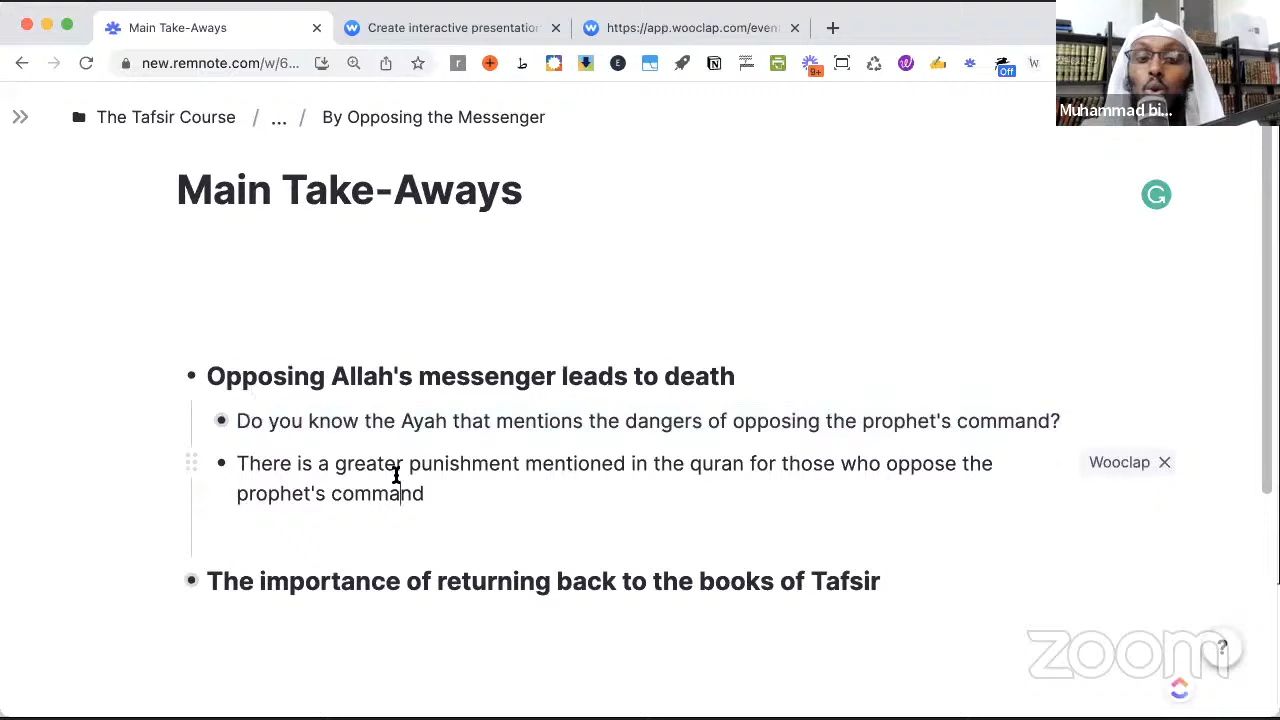 Main Take-Aways
Create interactive presentation
https://app.wooclap.com/even
new.remnote.com/w/6...
r
E
9+
Off
W
Muhammad bi...
The Tafsir Course / ... / By Opposing the Messenger
Main Take-Aways
Opposing Allah's messenger leads to death
Do you know the Ayah that mentions the dangers of opposing the prophet's command?
There is a greater punishment mentioned in the quran for those who oppose the
prophet's command
Wooclap
The importance of returning back to the books of Tafsir
zoom
?